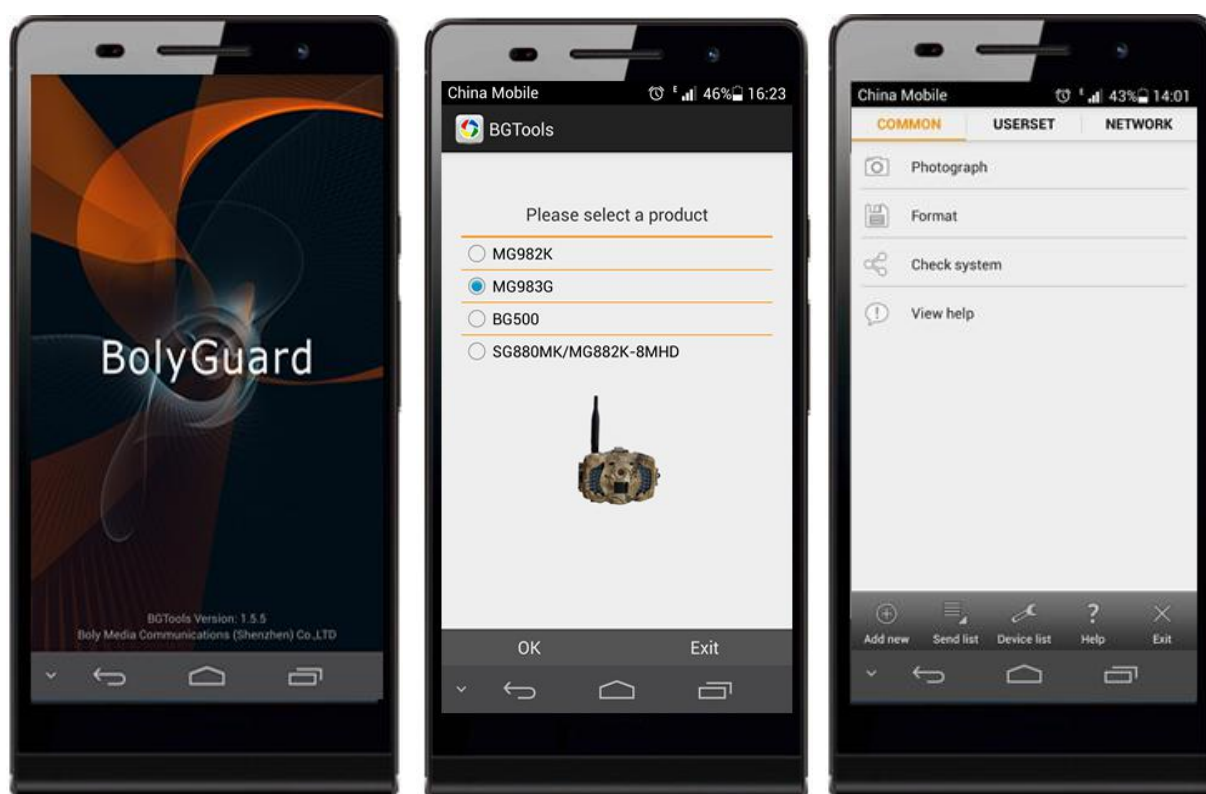 BolyGuard
BGTools Version: 1.5.5
Boly Media Communications (Shenzhen) Co.,LTD
China Mobile E 46% 16:23
BGTools
Please select a product
MG982K
MG983G
BG500
SG880MK/MG882K-8MHD
OK Exit
China Mobile E 43% 14:01
COMMON USERSET NETWORK
Photograph
Format
Check system
View help
Add new Send list Device list Help Exit